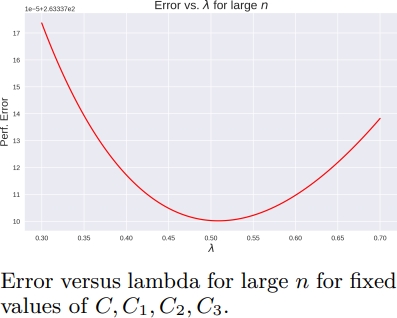 Error vs. λ for large n
1e−5+2.63337e2
17
16
15
14
13
12
11
10
Perf. Error
0.30 0.35 0.40 0.45 0.50 0.55 0.60 0.65 0.70
λ
Error versus lambda for large n for fixed
values of C, C₁, C₂, C₃.